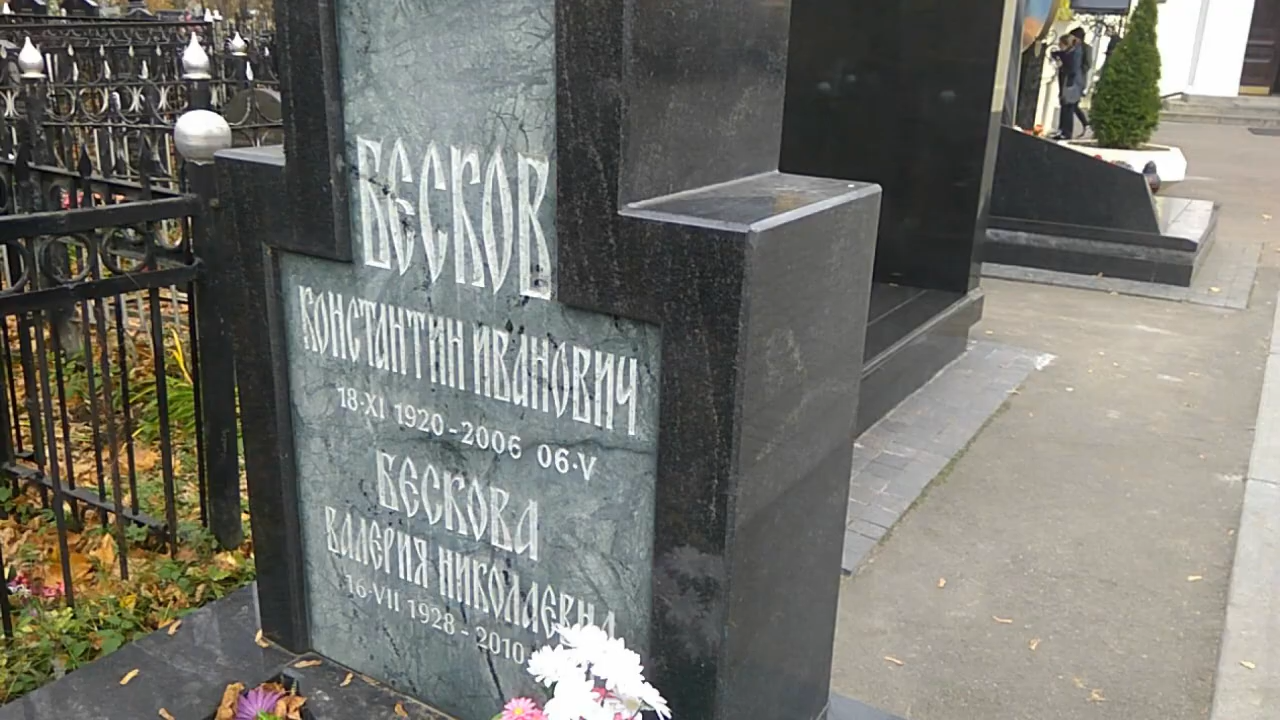 БЕСКОВ
КОНСТАНТИН ИВАНОВИЧ
18·XI 1920-2006 06·V
БЕСКОВА
ВАЛЕРИЯ НИКОЛАЕВНА
16·VII 1928-2010